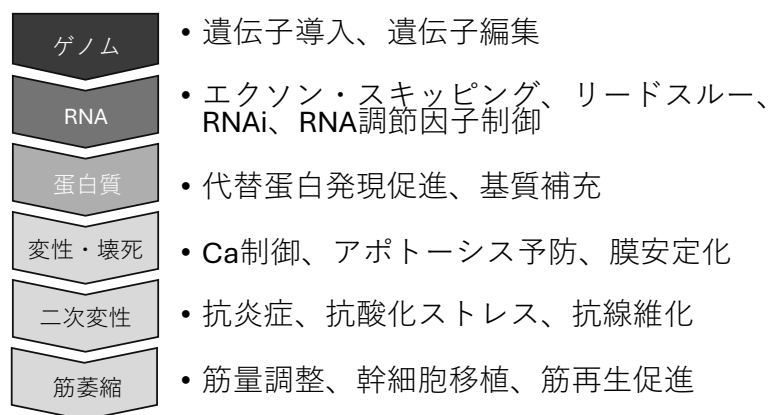 ゲノム
• 遺伝子導入、遺伝子編集
RNA
• エクソン・スキッピング、リードスルー、
RNAi、RNA調節因子制御
蛋白質
• 代替蛋白発現促進、基質補充
変性・壊死
• Ca制御、アポトーシス予防、膜安定化
二次変性
• 抗炎症、抗酸化ストレス、抗線維化
筋萎縮
• 筋量調整、幹細胞移植、筋再生促進